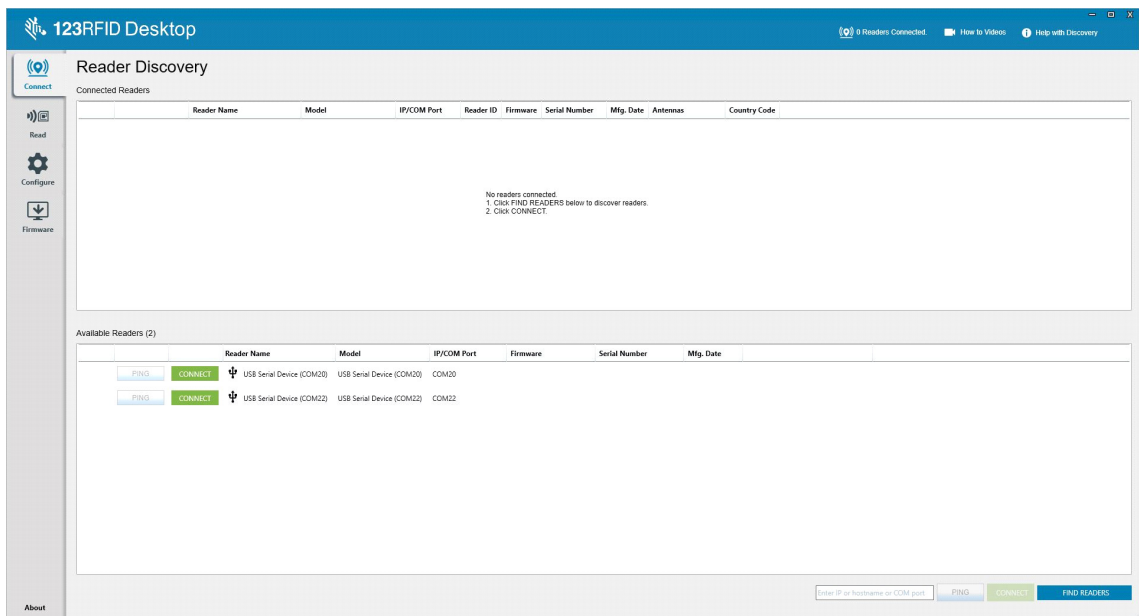 123RFID Desktop
0 Readers Connected. How to Videos Help with Discovery
Connect
Read
Configure
Firmware
About
Reader Discovery
Connected Readers
Reader Name Model IP/COM Port Reader ID Firmware Serial Number Mfg. Date Antennas Country Code
No readers connected.
1. Click FIND READERS below to discover readers.
2. Click CONNECT.
Available Readers (2)
Reader Name Model IP/COM Port Firmware Serial Number Mfg. Date
PING CONNECT USB Serial Device (COM20) USB Serial Device (COM20) COM20
PING CONNECT USB Serial Device (COM22) USB Serial Device (COM22) COM22
Enter IP or hostname or COM port PING CONNECT FIND READERS